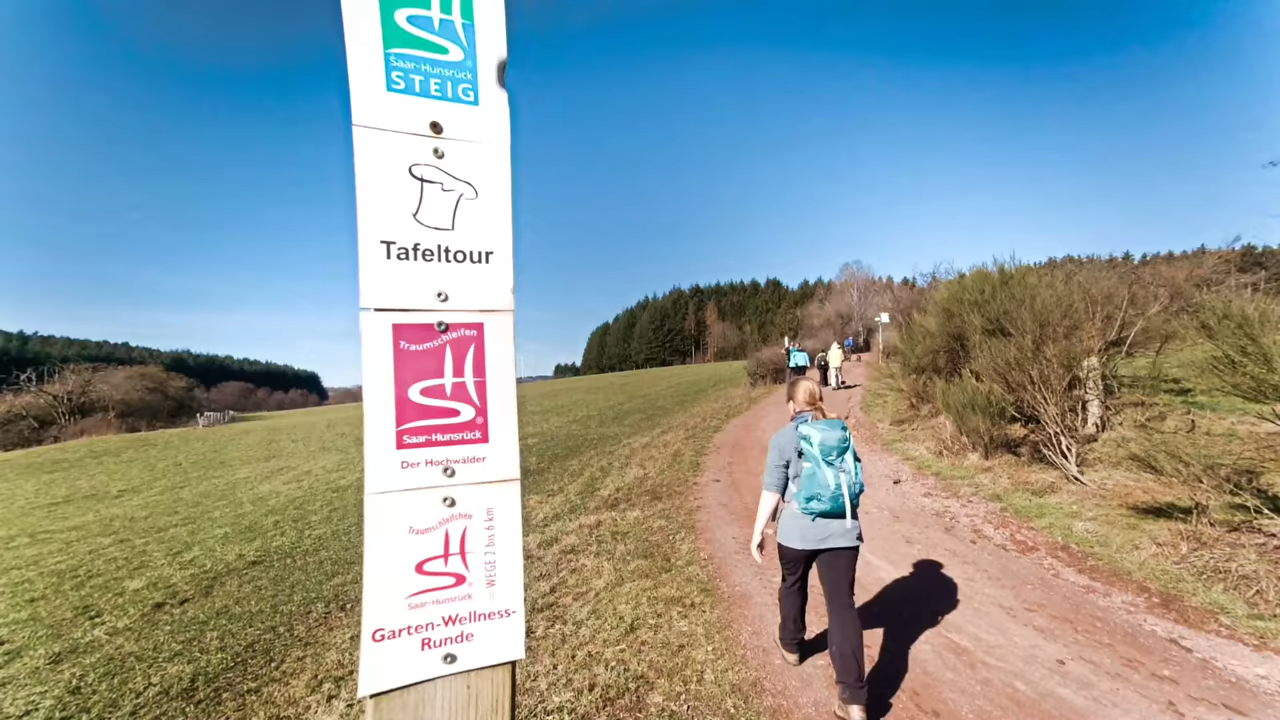 Saar-Hunsrück
STEIG
Tafeltour
Traumschleifen
®
Saar-Hunsrück
Der Hochwälder
Traumschleifchen
WEGE 2 bis 6 km
Saar-Hunsrück
Garten-Wellness-
Runde